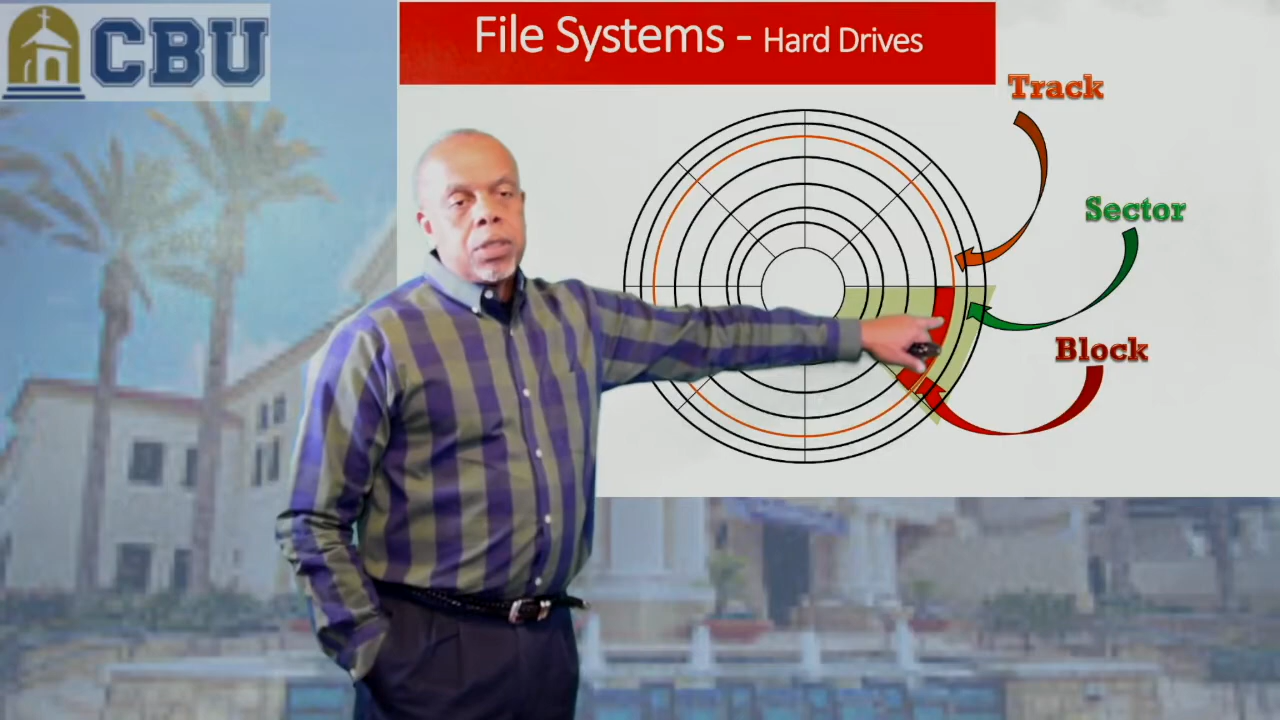 CBU
File Systems - Hard Drives
Track
Sector
Block